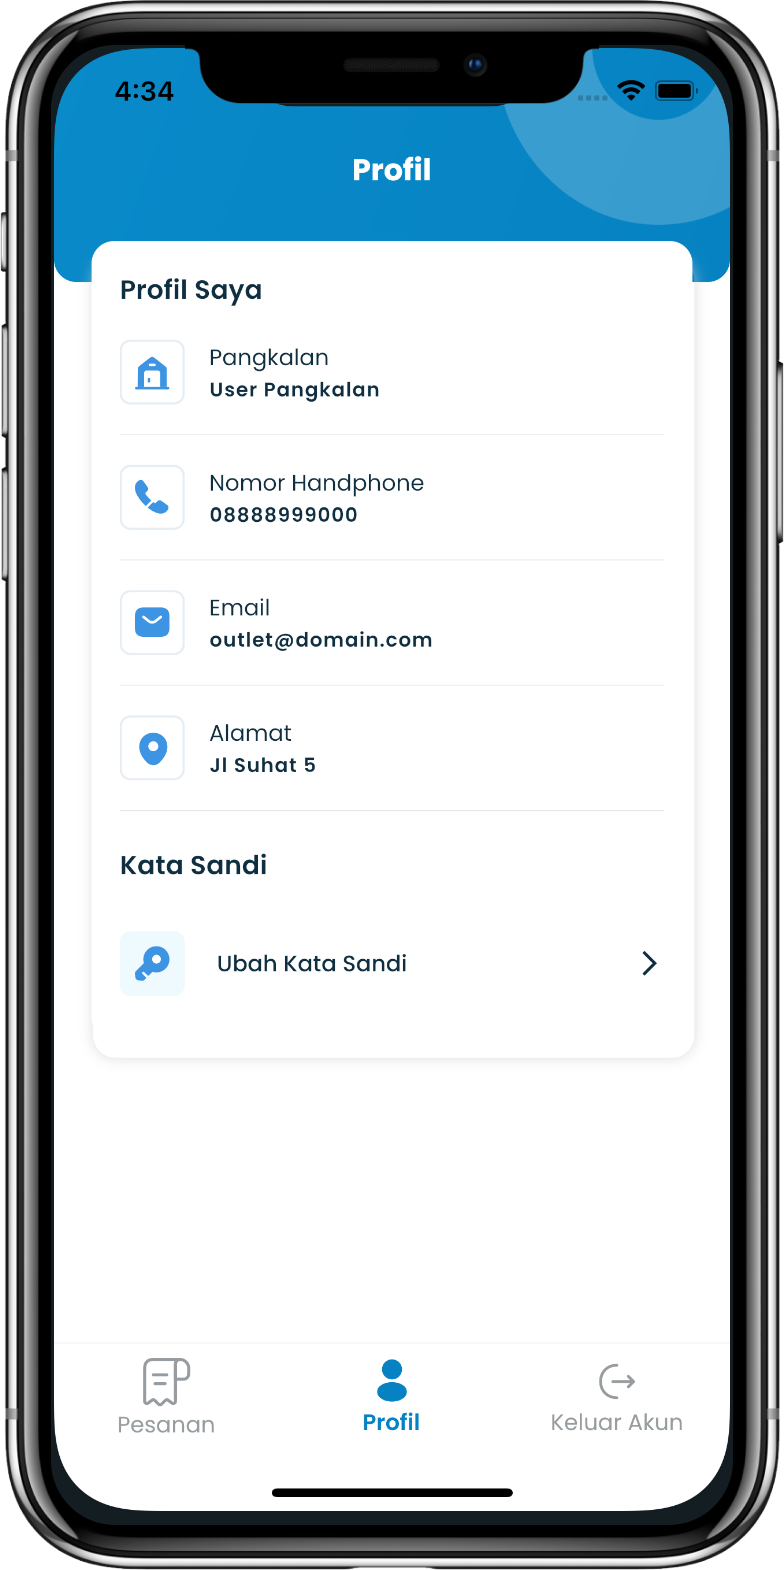 4:34
Profil
Profil Saya
Pangkalan
User Pangkalan
Nomor Handphone
08888999000
Email
outlet@domain.com
Alamat
Jl Suhat 5
Kata Sandi
Ubah Kata Sandi
Pesanan
Profil
Keluar Akun